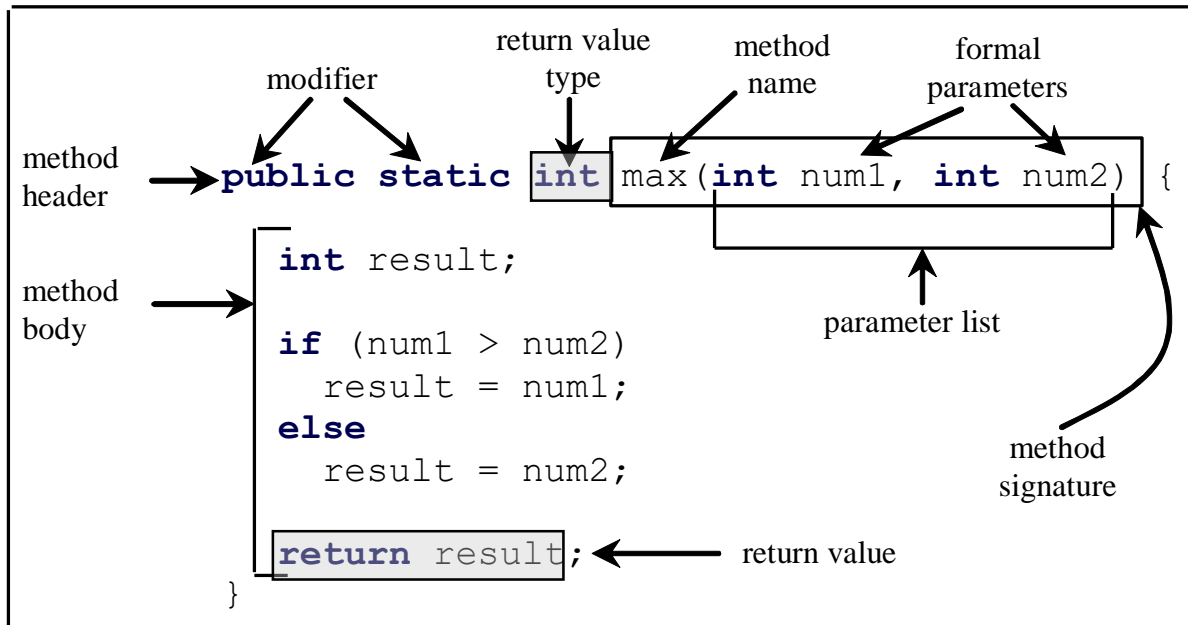 return value
type
method
name
formal
parameters
modifier
method
header
public static int max(int num1, int num2) {
method
body
int result;
parameter list
if (num1 > num2)
result = num1;
else
result = num2;
method
signature
return result;
return value
}